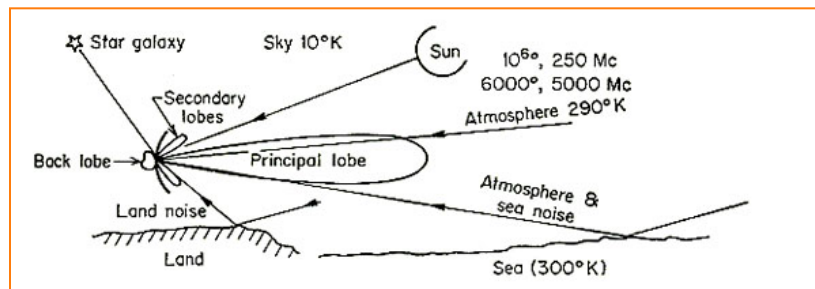 Star galaxy
Sky 10°K
Sun
10⁶°, 250 Mc
6000°, 5000 Mc
Atmosphere 290°K
Secondary
lobes
Back lobe
Principal lobe
Atmosphere &
sea noise
Land noise
Land
Sea (300°K)